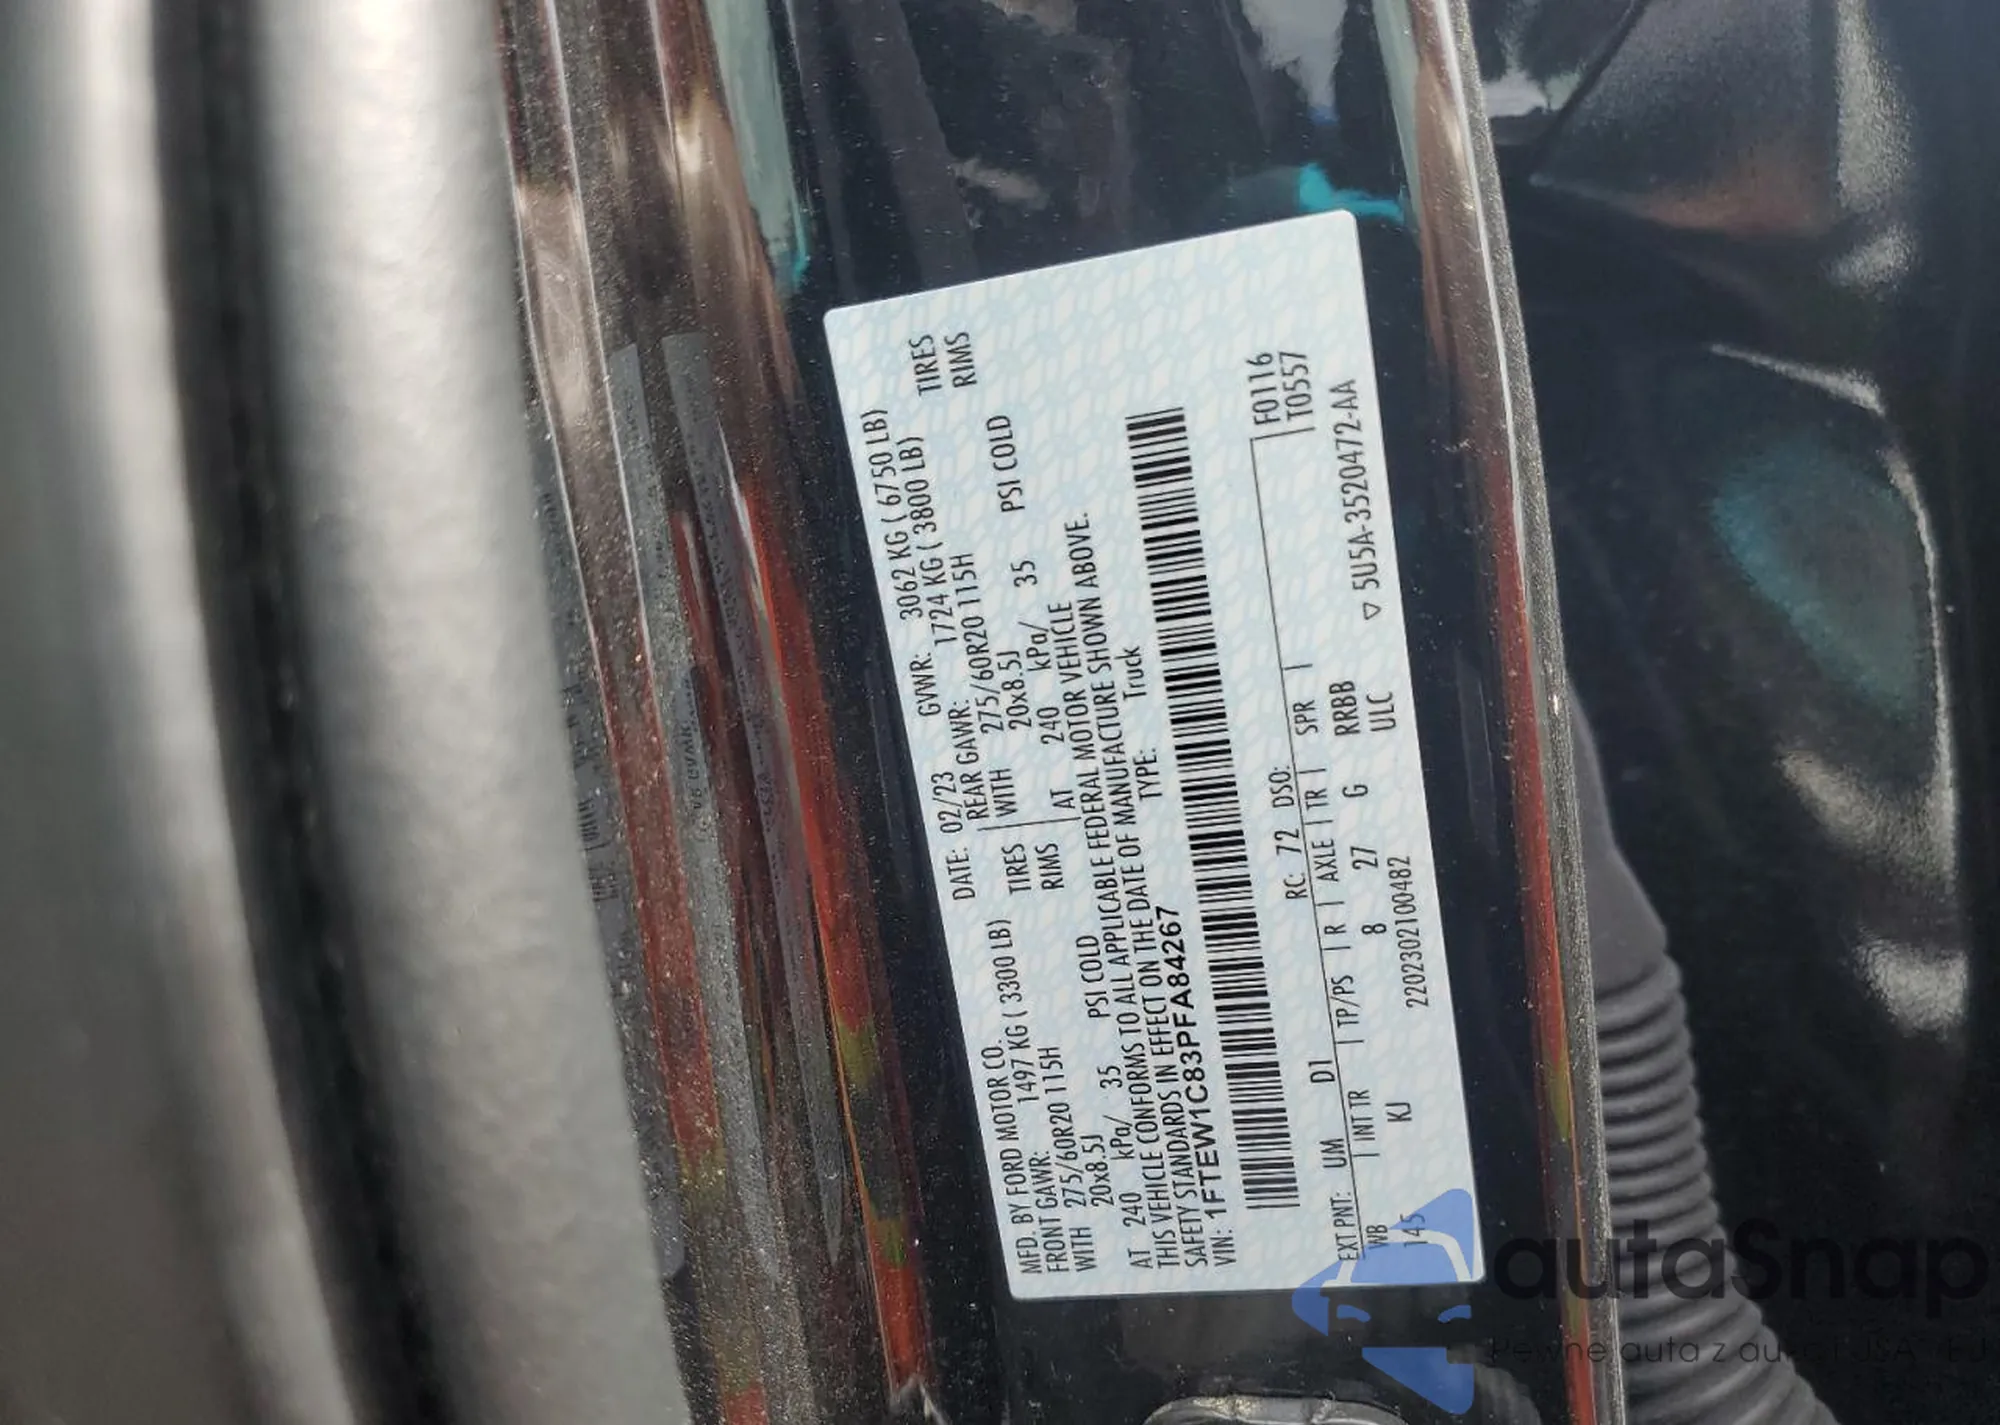 MFD. BY FORD MOTOR CO. DATE: 02/23 GVWR: 3062 KG ( 6750 LB)
FRONT GAWR: 1497 KG ( 3300 LB) REAR GAWR: 1724 KG ( 3800 LB)
WITH 275/60R20 115H TIRES WITH 275/60R20 115H TIRES
20x8.5J RIMS 20x8.5J RIMS
AT 240 kPa/ 35 PSI COLD AT 240 kPa/ 35 PSI COLD
THIS VEHICLE CONFORMS TO ALL APPLICABLE FEDERAL MOTOR VEHICLE
SAFETY STANDARDS IN EFFECT ON THE DATE OF MANUFACTURE SHOWN ABOVE.
VIN: 1FTEW1C83PFA84267 TYPE: Truck
F0116
T0557
EXT PNT: UM D1 RC: 72 DSO:
WB INT TR TP/PS R AXLE TR SPR
145 KJ 8 27 G RRBB
ULC
2202302100482
▽ 5U5A-3520472-AA
autaSnap
Pewne auta z